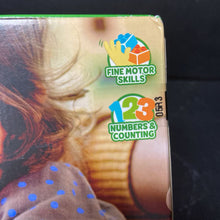 FINE MOTOR
SKILLS
123
NUMBERS &
COUNTING